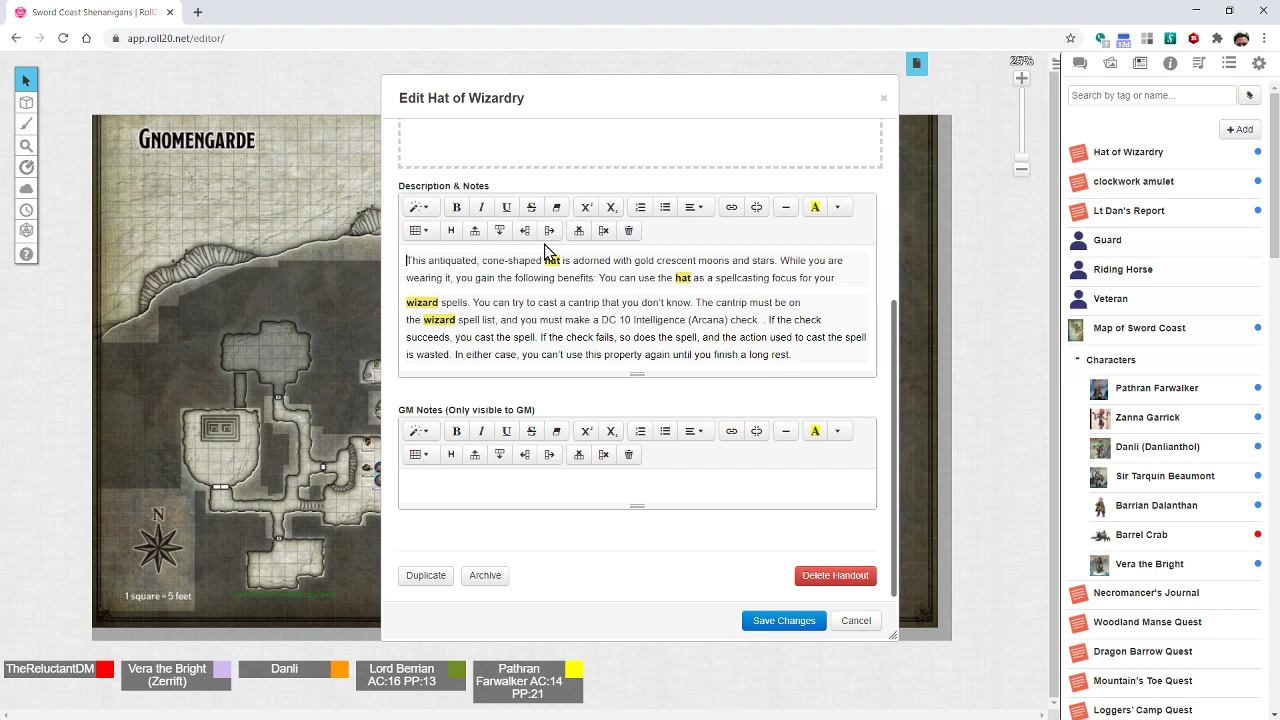 Sword Coast Shenanigans | Roll2
app.roll20.net/editor/
25%
Edit Hat of Wizardry
Search by tag or name...
+ Add
GNOMENGARDE
Description & Notes
This antiquated, cone-shaped hat is adorned with gold crescent moons and stars. While you are
wearing it, you gain the following benefits: You can use the hat as a spellcasting focus for your
wizard spells. You can try to cast a cantrip that you don't know. The cantrip must be on
the wizard spell list, and you must make a DC 10 Intelligence (Arcana) check. . If the check
succeeds, you cast the spell. If the check fails, so does the spell, and the action used to cast the spell
is wasted. In either case, you can't use this property again until you finish a long rest.
GM Notes (Only visible to GM)
Duplicate
Archive
Delete Handout
Save Changes
Cancel
N
1 square = 5 feet
Hat of Wizardry
clockwork amulet
Lt Dan's Report
Guard
Riding Horse
Veteran
Map of Sword Coast
Characters
Pathran Farwalker
Zanna Garrick
Danli (Danlianthol)
Sir Tarquin Beaumont
Barrian Dalanthan
Barrel Crab
Vera the Bright
Necromancer's Journal
Woodland Manse Quest
Dragon Barrow Quest
Mountain's Toe Quest
Loggers' Camp Quest
TheReluctantDM
Vera the Bright
(Zerrift)
Danli
Lord Berrian
AC:16 PP:13
Pathran
Farwalker AC:14
PP:21